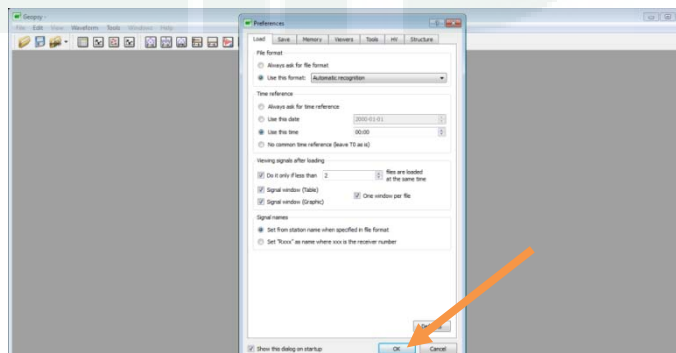 Geopsy -
File Edit View Waveform Tools Windows Help
Preferences
Load Save Memory Viewers Tools HV Structure
File format
Always ask for file format
Use this format: Automatic recognition
Time reference
Always ask for time reference
Use this date 2000-01-01
Use this time 00:00
No common time reference (leave T0 as is)
Viewing signals after loading
Do it only if less than 2 files are loaded at the same time
Signal window (Table)
One window per file
Signal window (Graphic)
Signal names
Set from station name when specified in file format
Set "Rxxx" as name where xxx is the receiver number
Show this dialog on startup OK Cancel